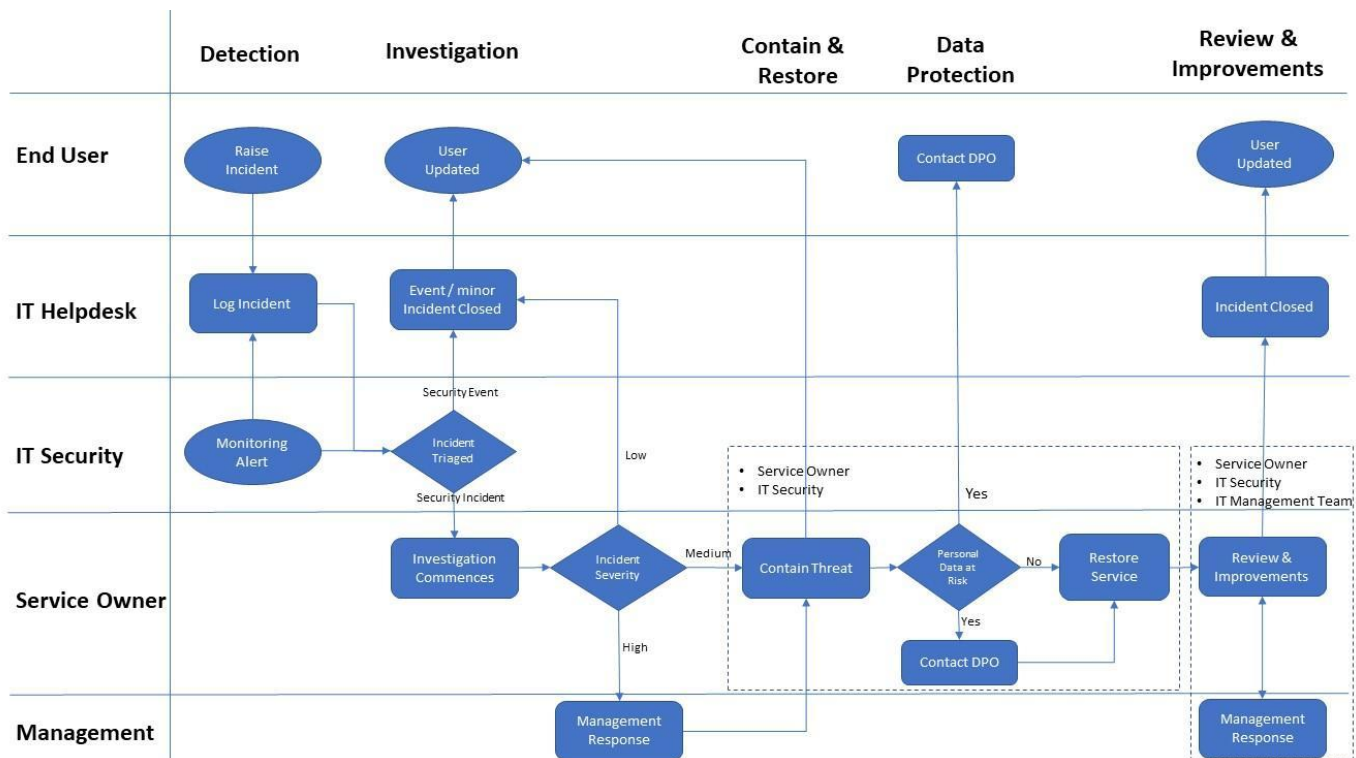 Detection
Investigation
Contain &
Restore
Data
Protection
Review &
Improvements
End User
Raise
Incident
User
Updated
Contact DPO
User
Updated
IT Helpdesk
Log Incident
Event / minor
Incident Closed
Incident Closed
Security Event
IT Security
Monitoring
Alert
Incident
Triaged
Low
• Service Owner
• IT Security
Yes
• Service Owner
• IT Security
• IT Management Team
Security Incident
Service Owner
Investigation
Commences
Incident
Severity
Medium
Contain Threat
Personal
Data at
Risk
No
Restore
Service
Review &
Improvements
High
Yes
Contact DPO
Management
Management
Response
Management
Response